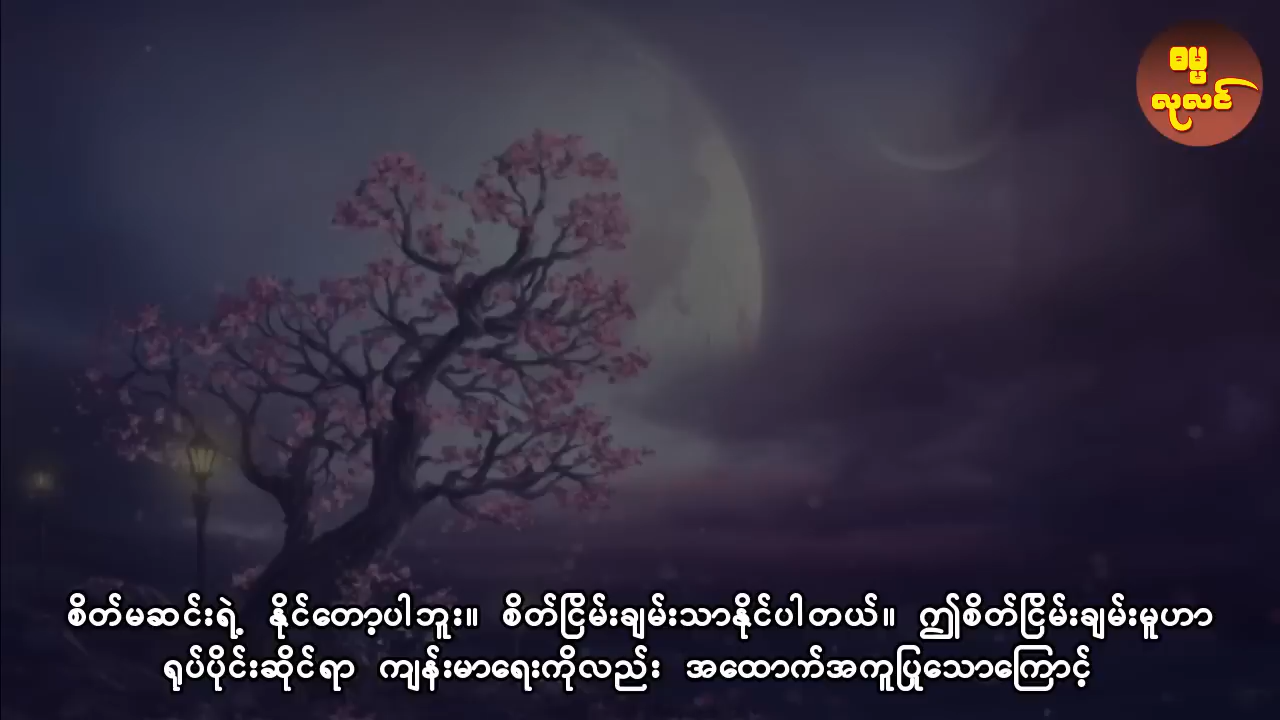 ဓမ္မ
လုလင်
စိတ်မဆင်းရဲ့ နိုင်တော့ပါဘူး။ စိတ်ငြိမ်းချမ်းသာနိုင်ပါတယ်။ ဤစိတ်ငြိမ်းချမ်းမှုဟာ
ရုပ်ပိုင်းဆိုင်ရာ ကျန်းမာရေးကိုလည်း အထောက်အကူပြုသောကြောင့်